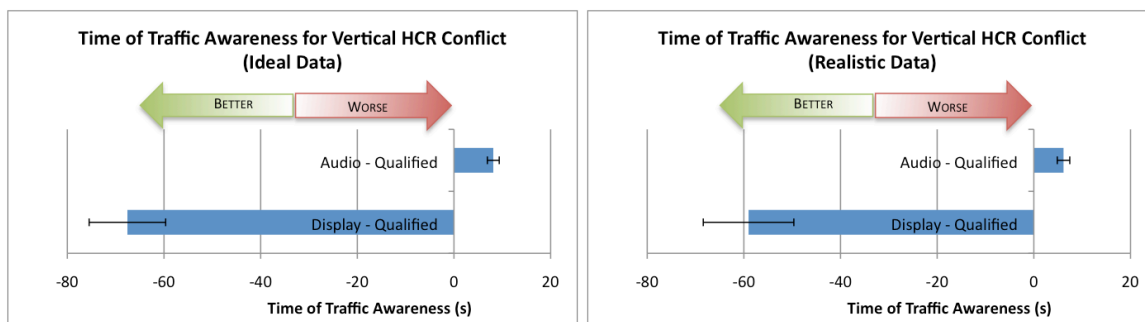 Time of Traffic Awareness for Vertical HCR Conflict
(Ideal Data)
BETTER
WORSE
Audio - Qualified
Display - Qualified
-80 -60 -40 -20 0 20
Time of Traffic Awareness (s)
Time of Traffic Awareness for Vertical HCR Conflict
(Realistic Data)
BETTER
WORSE
Audio - Qualified
Display - Qualified
-80 -60 -40 -20 0 20
Time of Traffic Awareness (s)